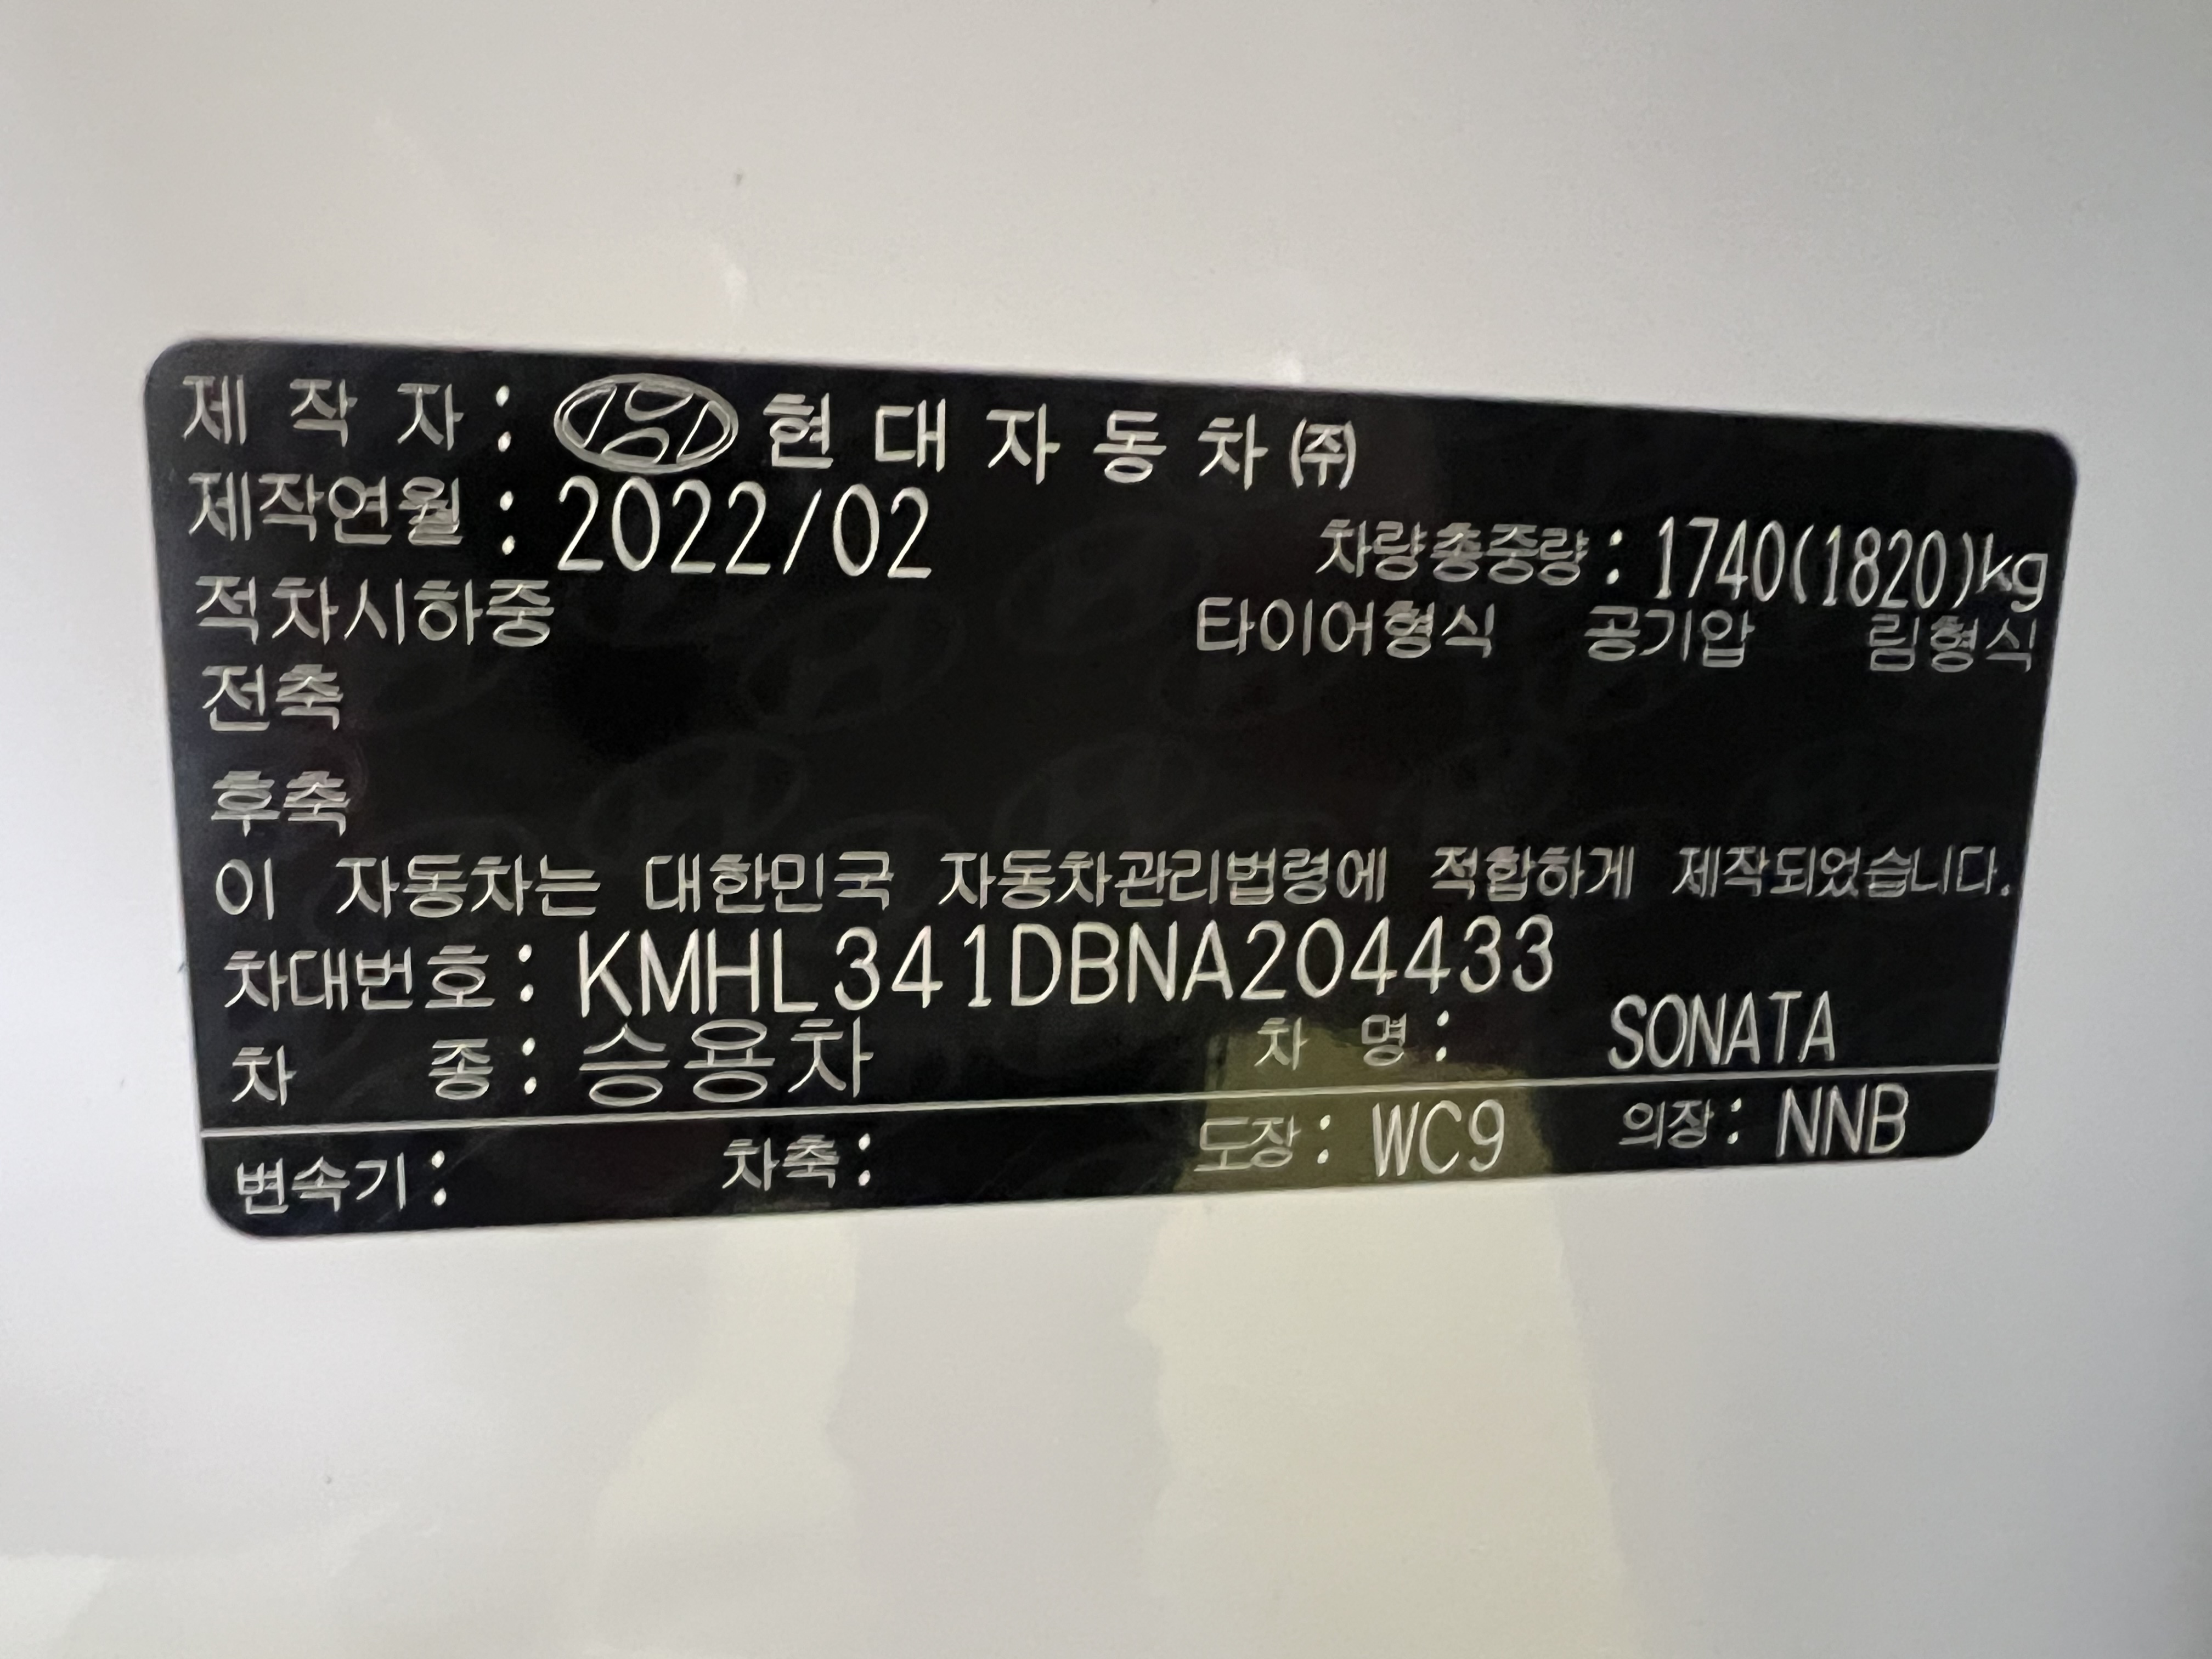 제 작 자 : 현 대 자 동 차 ㈜
제작연월 : 2022/02
차량총중량 : 1740(1820)kg
적차시하중 타이어형식 공기압 림형식
전축
후축
이 자동차는 대한민국 자동차관리법령에 적합하게 제작되었습니다.
차대번호 : KMHL341DBNA204433
차 종 : 승용차 차 명 : SONATA
변속기 : 차축 : 도장 : WC9 의장 : NNB